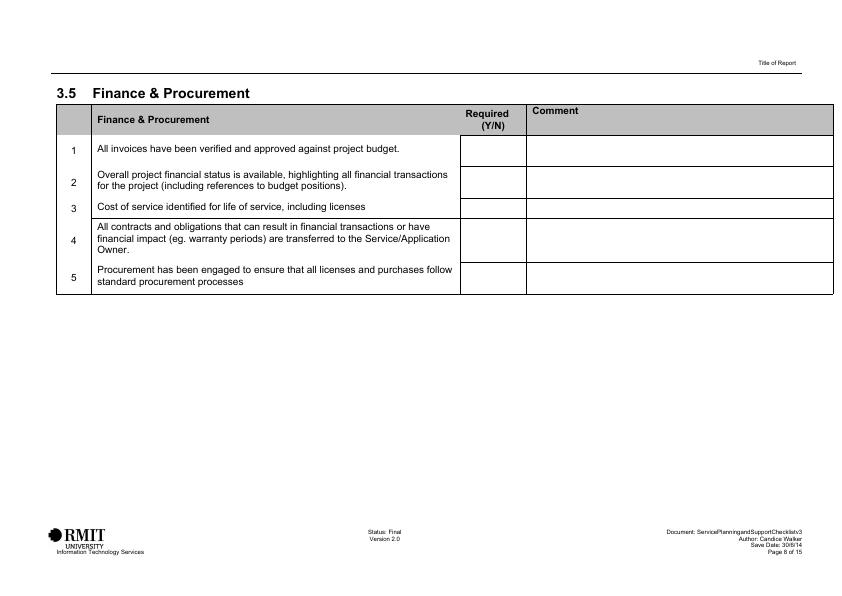 Title of Report
3.5 Finance & Procurement
Finance & Procurement
Required
(Y/N)
Comment
1
All invoices have been verified and approved against project budget.
2
Overall project financial status is available, highlighting all financial transactions
for the project (including references to budget positions).
3
Cost of service identified for life of service, including licenses
4
All contracts and obligations that can result in financial transactions or have
financial impact (eg. warranty periods) are transferred to the Service/Application
Owner.
5
Procurement has been engaged to ensure that all licenses and purchases follow
standard procurement processes
RMIT
UNIVERSITY
Information Technology Services
Status: Final
Version 2.0
Document: ServicePlanningandSupportChecklistv3
Author: Candice Walker
Save Date: 30/6/14
Page 8 of 15